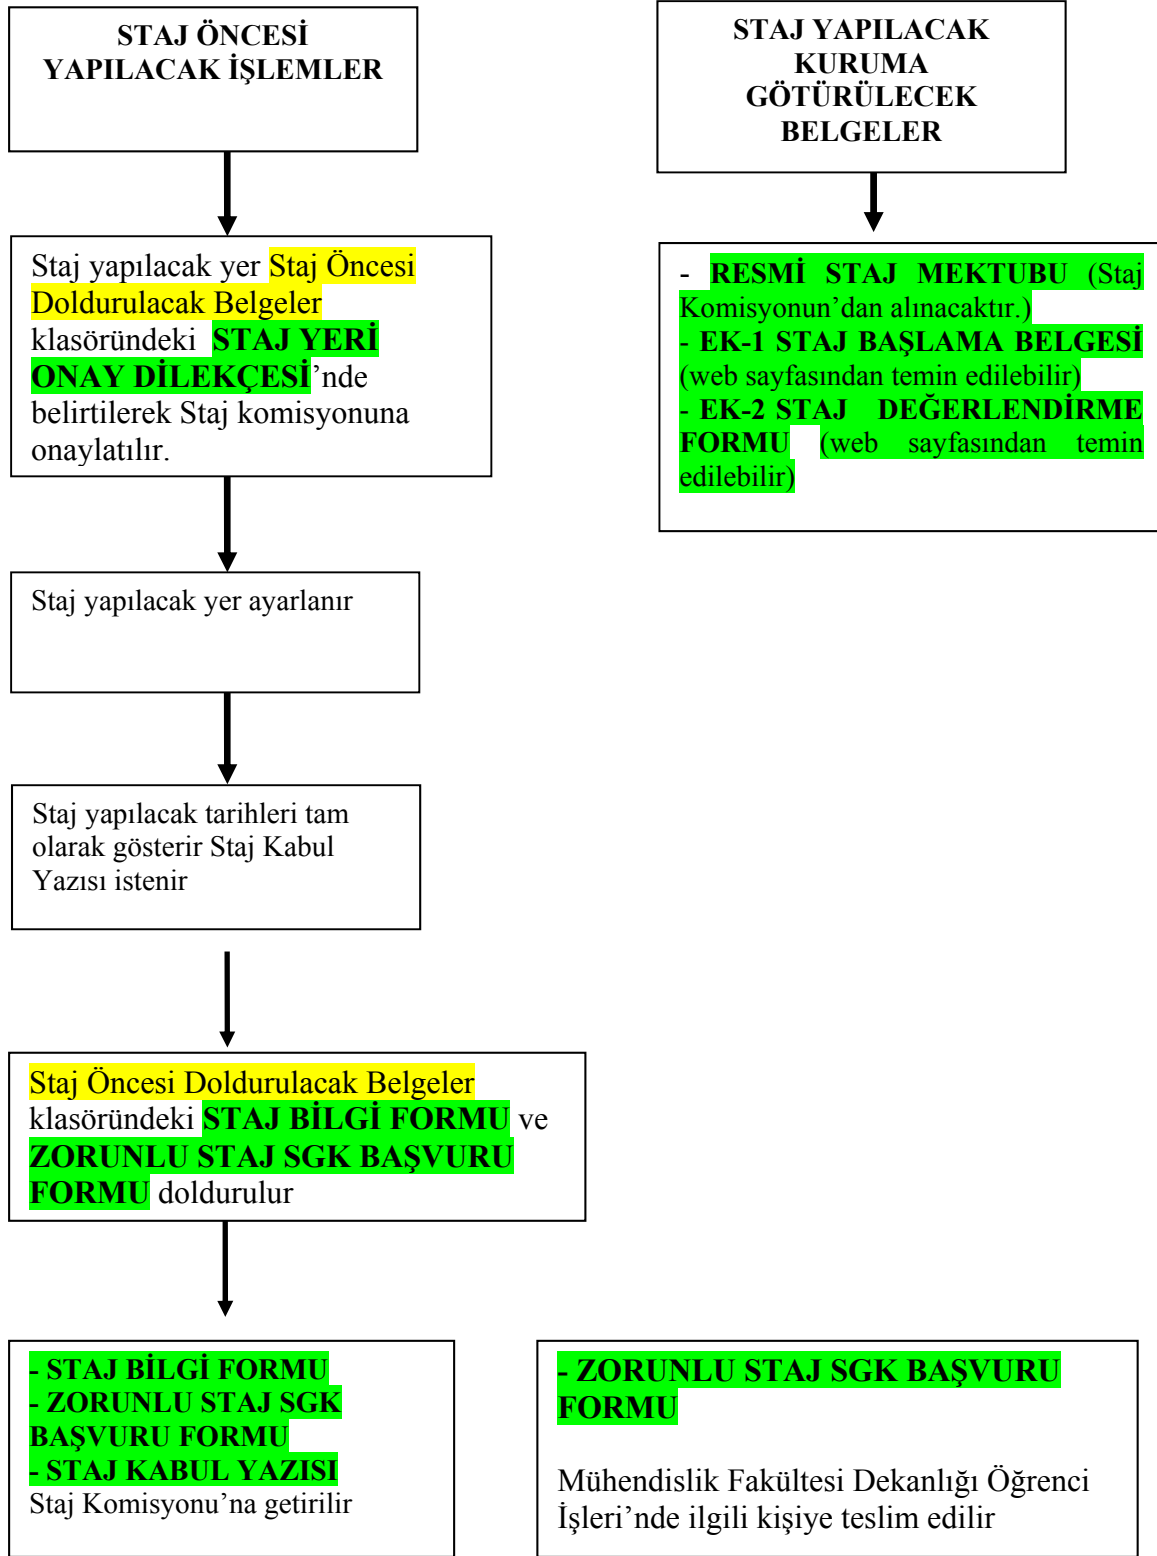 STAJ ÖNCESİ
YAPILACAK İŞLEMLER
Staj yapılacak yer Staj Öncesi
Doldurulacak Belgeler
klasöründeki STAJ YERİ
ONAY DİLEKÇESİ’nde
belirtilerek Staj komisyonuna
onaylatılır.
Staj yapılacak yer ayarlanır
Staj yapılacak tarihleri tam
olarak gösterir Staj Kabul
Yazısı istenir
Staj Öncesi Doldurulacak Belgeler
klasöründeki STAJ BİLGİ FORMU ve
ZORUNLU STAJ SGK BAŞVURU
FORMU doldurulur
- STAJ BİLGİ FORMU
- ZORUNLU STAJ SGK
BAŞVURU FORMU
- STAJ KABUL YAZISI
Staj Komisyonu’na getirilir
- ZORUNLU STAJ SGK BAŞVURU
FORMU
Mühendislik Fakültesi Dekanlığı Öğrenci
İşleri’nde ilgili kişiye teslim edilir
STAJ YAPILACAK
KURUMA
GÖTÜRÜLECEK
BELGELER
- RESMİ STAJ MEKTUBU (Staj
Komisyonun’dan alınacaktır.)
- EK-1 STAJ BAŞLAMA BELGESİ
(web sayfasından temin edilebilir)
- EK-2 STAJ DEĞERLENDİRME
FORMU (web sayfasından temin
edilebilir)